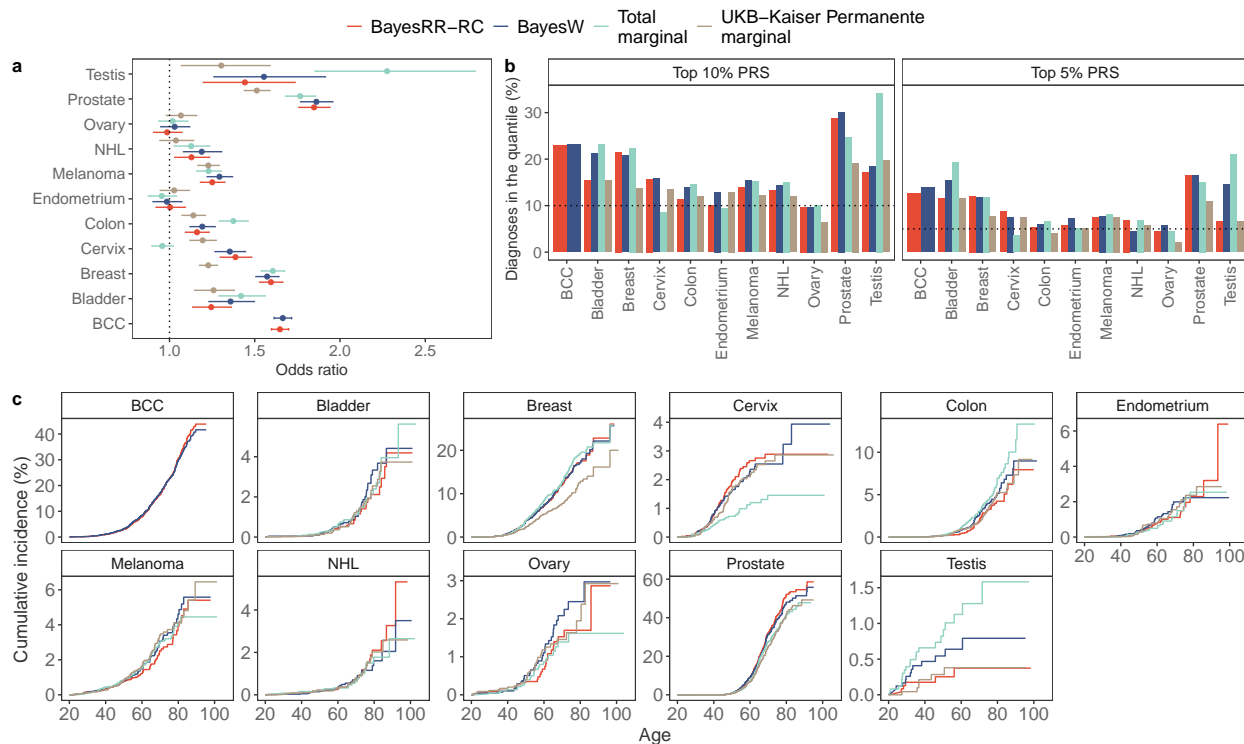 BayesRR−RC
BayesW
Total
marginal
UKB−Kaiser Permanente
marginal
a
Testis
Prostate
Ovary
NHL
Melanoma
Endometrium
Colon
Cervix
Breast
Bladder
BCC
1.0 1.5 2.0 2.5
Odds ratio
b
Top 10% PRS
Top 5% PRS
Diagnoses in the quantile (%)
30
20
10
0
BCC
Bladder
Breast
Cervix
Colon
Endometrium
Melanoma
NHL
Ovary
Prostate
Testis
BCC
Bladder
Breast
Cervix
Colon
Endometrium
Melanoma
NHL
Ovary
Prostate
Testis
c
Cumulative incidence (%)
BCC
40
30
20
10
0
Bladder
4
2
0
Breast
20
10
0
Cervix
4
3
2
1
0
Colon
10
5
0
Endometrium
6
4
2
0
20 40 60 80 100
Melanoma
6
4
2
0
20 40 60 80 100
NHL
4
2
0
20 40 60 80 100
Ovary
3
2
1
0
20 40 60 80 100
Prostate
60
40
20
0
20 40 60 80 100
Testis
1.5
1.0
0.5
0.0
20 40 60 80 100
Age